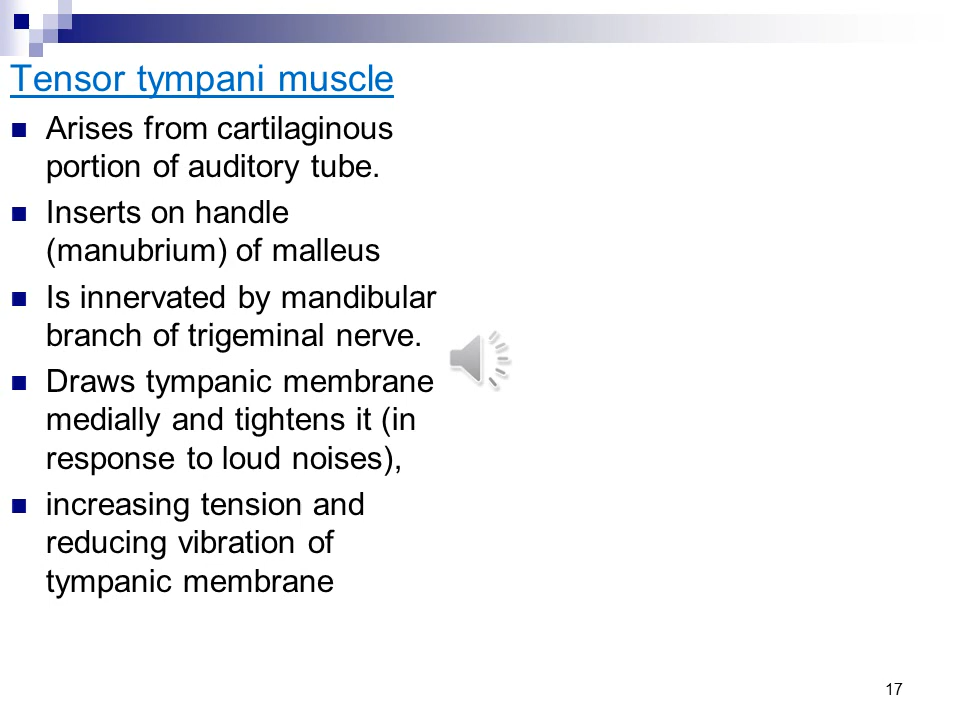 Tensor tympani muscle
Arises from cartilaginous
portion of auditory tube.
Inserts on handle
(manubrium) of malleus
Is innervated by mandibular
branch of trigeminal nerve.
Draws tympanic membrane
medially and tightens it (in
response to loud noises),
increasing tension and
reducing vibration of
tympanic membrane
17